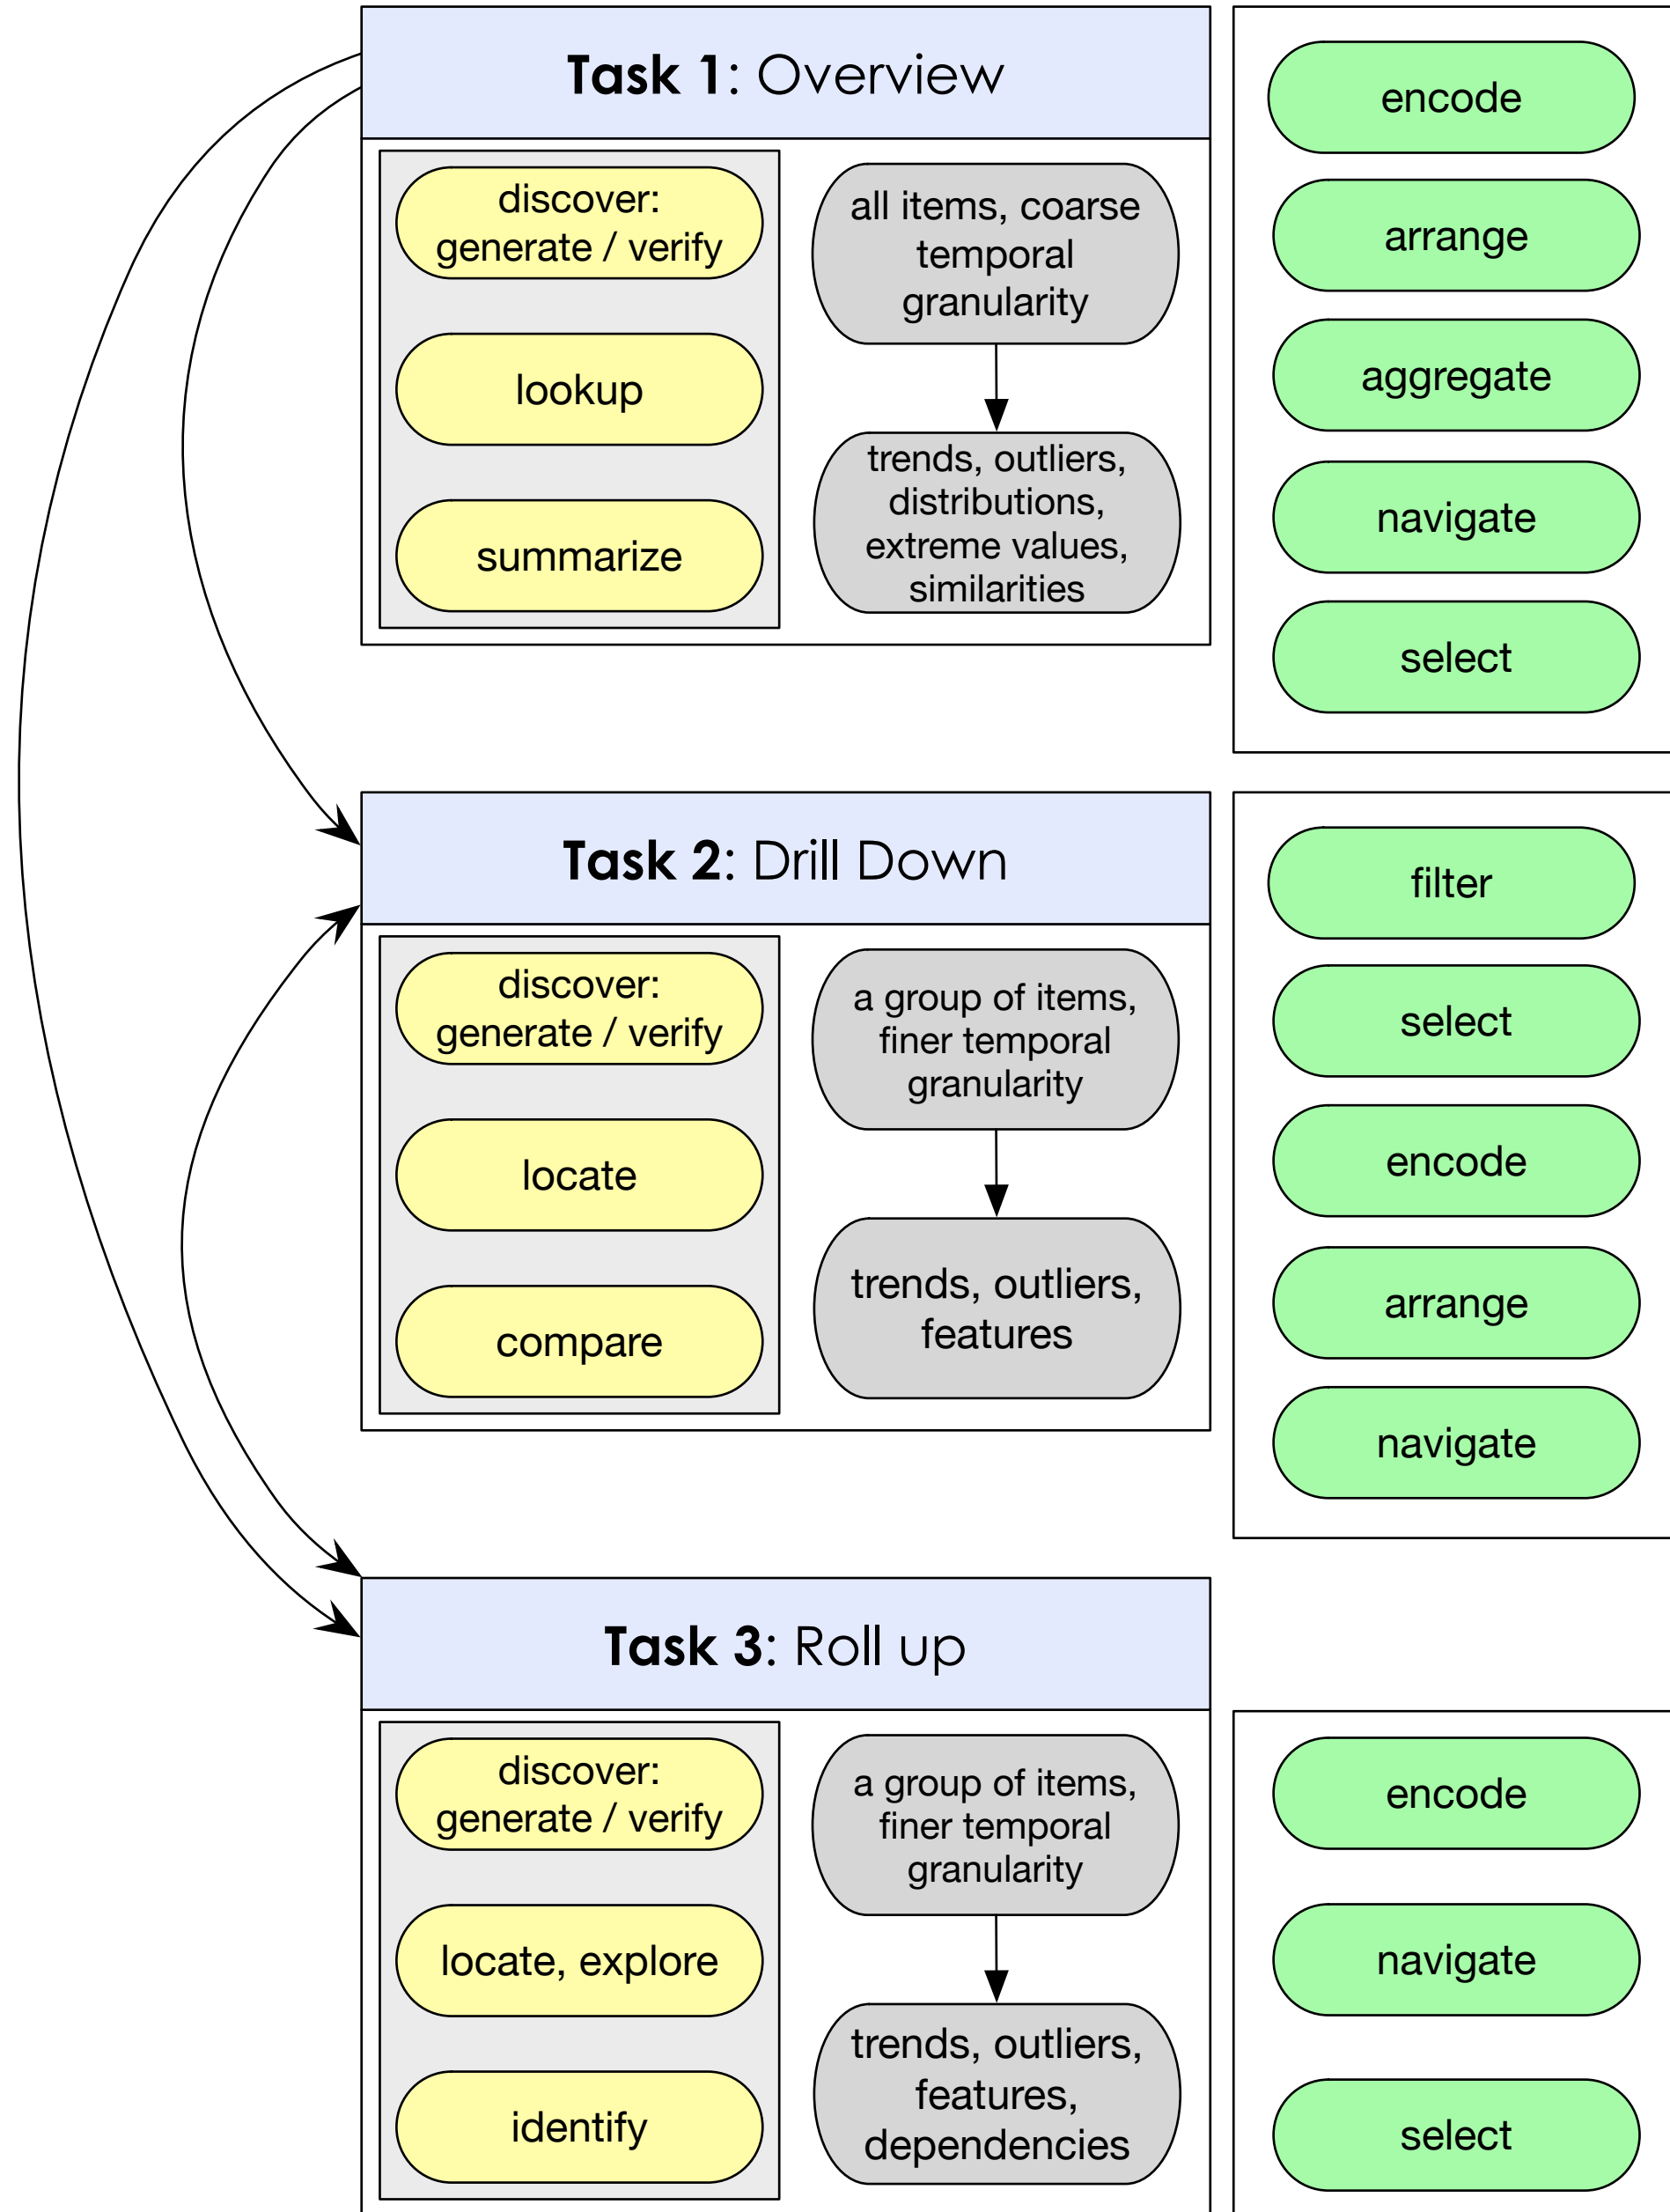 Task 1: Overview
discover:
generate / verify
lookup
summarize
all items, coarse
temporal
granularity
trends, outliers,
distributions,
extreme values,
similarities
encode
arrange
aggregate
navigate
select
Task 2: Drill Down
discover:
generate / verify
locate
compare
a group of items,
finer temporal
granularity
trends, outliers,
features
filter
select
encode
arrange
navigate
Task 3: Roll up
discover:
generate / verify
locate, explore
identify
a group of items,
finer temporal
granularity
trends, outliers,
features,
dependencies
encode
navigate
select